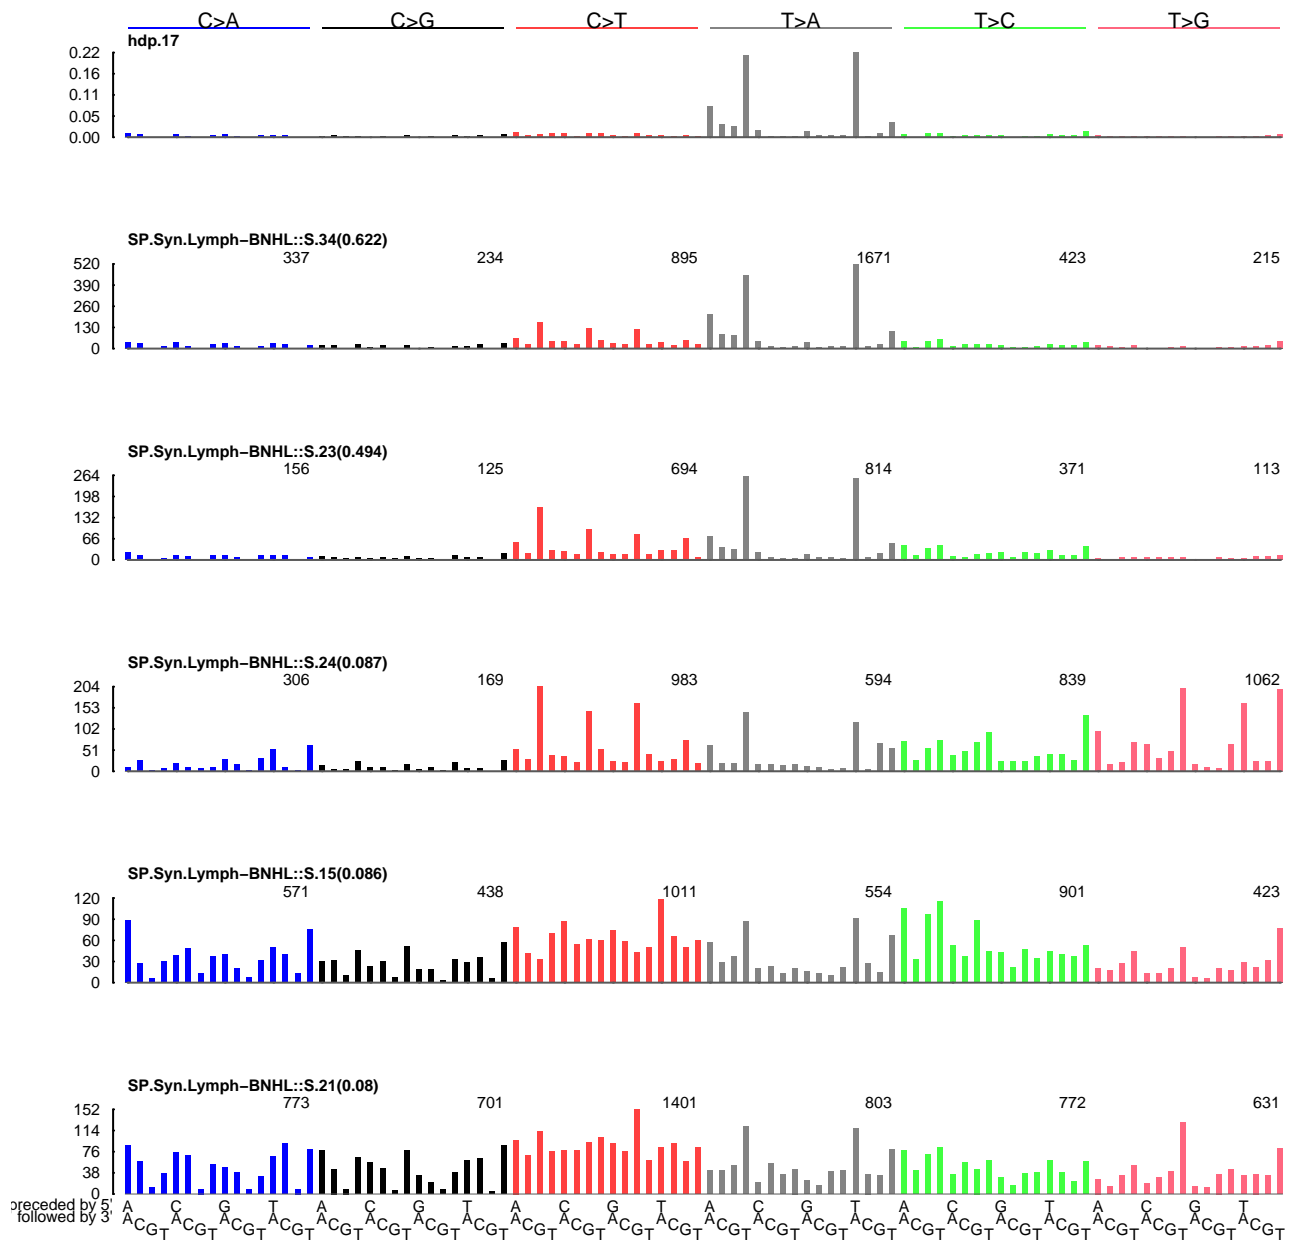 C>A C>G C>T T>A T>C T>G
hdp.17
0.22
0.16
0.11
0.05
0.00
SP.Syn.Lymph−BNHL::S.34(0.622)
337 234 895 1671 423 215
520
390
260
130
0
SP.Syn.Lymph−BNHL::S.23(0.494)
156 125 694 814 371 113
264
198
132
66
0
SP.Syn.Lymph−BNHL::S.24(0.087)
306 169 983 594 839 1062
204
153
102
51
0
SP.Syn.Lymph−BNHL::S.15(0.086)
571 438 1011 554 901 423
120
90
60
30
0
SP.Syn.Lymph−BNHL::S.21(0.08)
773 701 1401 803 772 631
152
114
76
38
0
preceded by 5' A C G T A C G T A C G T A C G T A C G T A C G T
followed by 3' A C G T A C G T A C G T A C G T A C G T A C G T A C G T A C G T A C G T A C G T A C G T A C G T A C G T A C G T A C G T A C G T A C G T A C G T A C G T A C G T A C G T A C G T A C G T A C G T